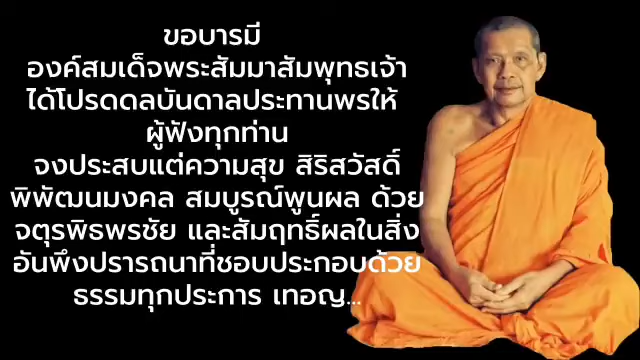 ขอบารมี
องค์สมเด็จพระสัมมาสัมพุทธเจ้า
ได้โปรดดลบันดาลประทานพรให้
ผู้ฟังทุกท่าน
จงประสบแต่ความสุข สิริสวัสดิ์
พิพัฒนมงคล สมบูรณ์พูนผล ด้วย
จตุรพิธพรชัย และสัมฤทธิ์ผลในสิ่ง
อันพึงปรารถนาที่ชอบประกอบด้วย
ธรรมทุกประการ เทอญ...